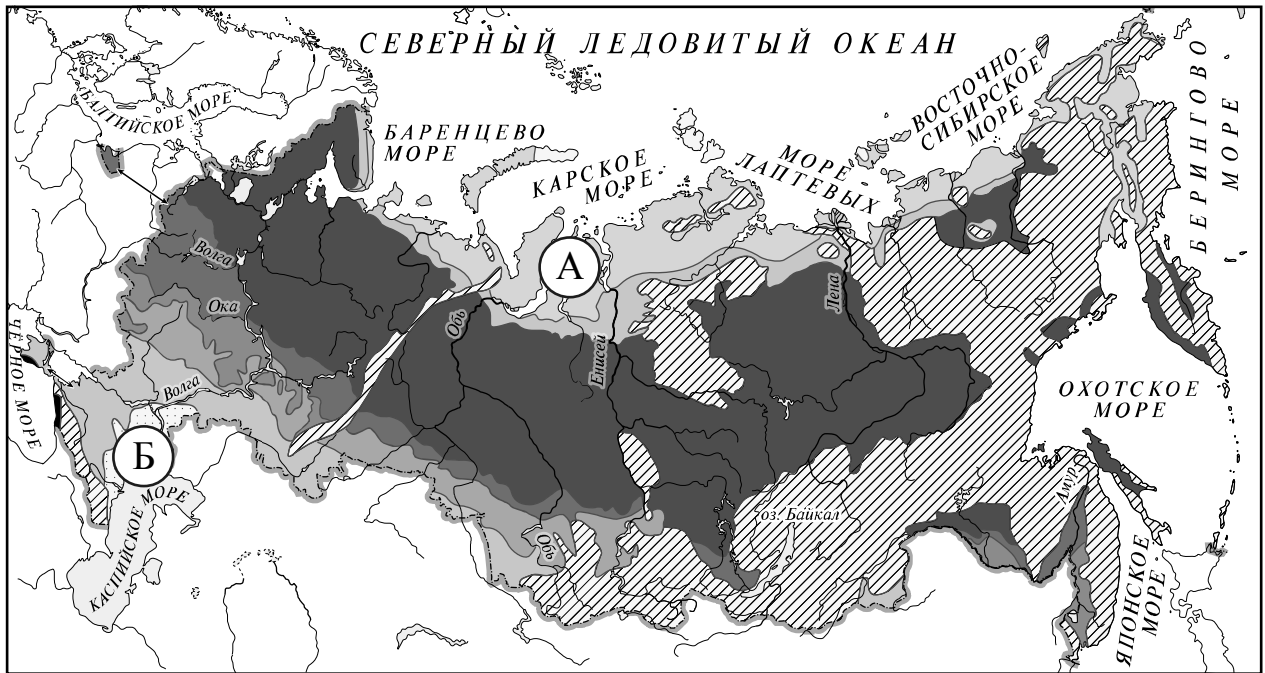 СЕВЕРНЫЙ ЛЕДОВИТЫЙ ОКЕАН
БАЛТИЙСКОЕ МОРЕ
БАРЕНЦЕВО
МОРЕ
КАРСКОЕ
МОРЕ
МОРЕ
ЛАПТЕВЫХ
ВОСТОЧНО-
СИБИРСКОЕ
МОРЕ
БЕРИНГОВО
МОРЕ
А
Волга
Ока
Обь
Енисей
Лена
ЧЁРНОЕ МОРЕ
Волга
Б
КАСПИЙСКОЕ МОРЕ
Обь
оз. Байкал
Амур
ОХОТСКОЕ
МОРЕ
ЯПОНСКОЕ
МОРЕ